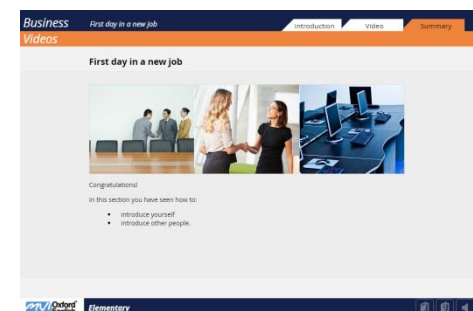 Business
First day in a new job
Introduction
Video
Summary
Videos
First day in a new job
Congratulations!
In this section you have seen how to:
• introduce yourself
• introduce other people.
Oxford
Elementary